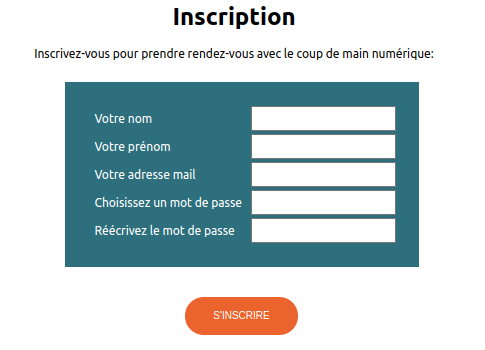 Inscription
Inscrivez-vous pour prendre rendez-vous avec le coup de main numérique:
Votre nom
Votre prénom
Votre adresse mail
Choisissez un mot de passe
Réécrivez le mot de passe
S'INSCRIRE